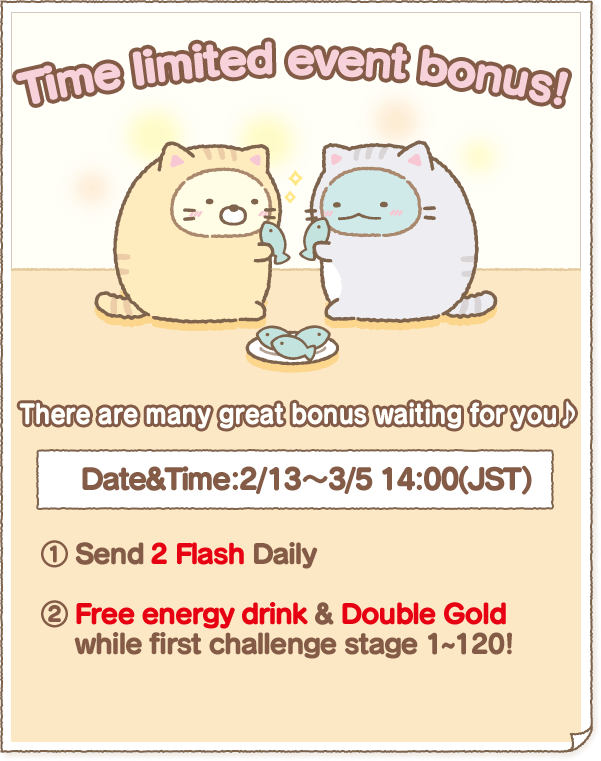 Time limited event bonus!
There are many great bonus waiting for you♪
Date&Time:2/13～3/5 14:00(JST)
① Send 2 Flash Daily
② Free energy drink & Double Gold
while first challenge stage 1~120!